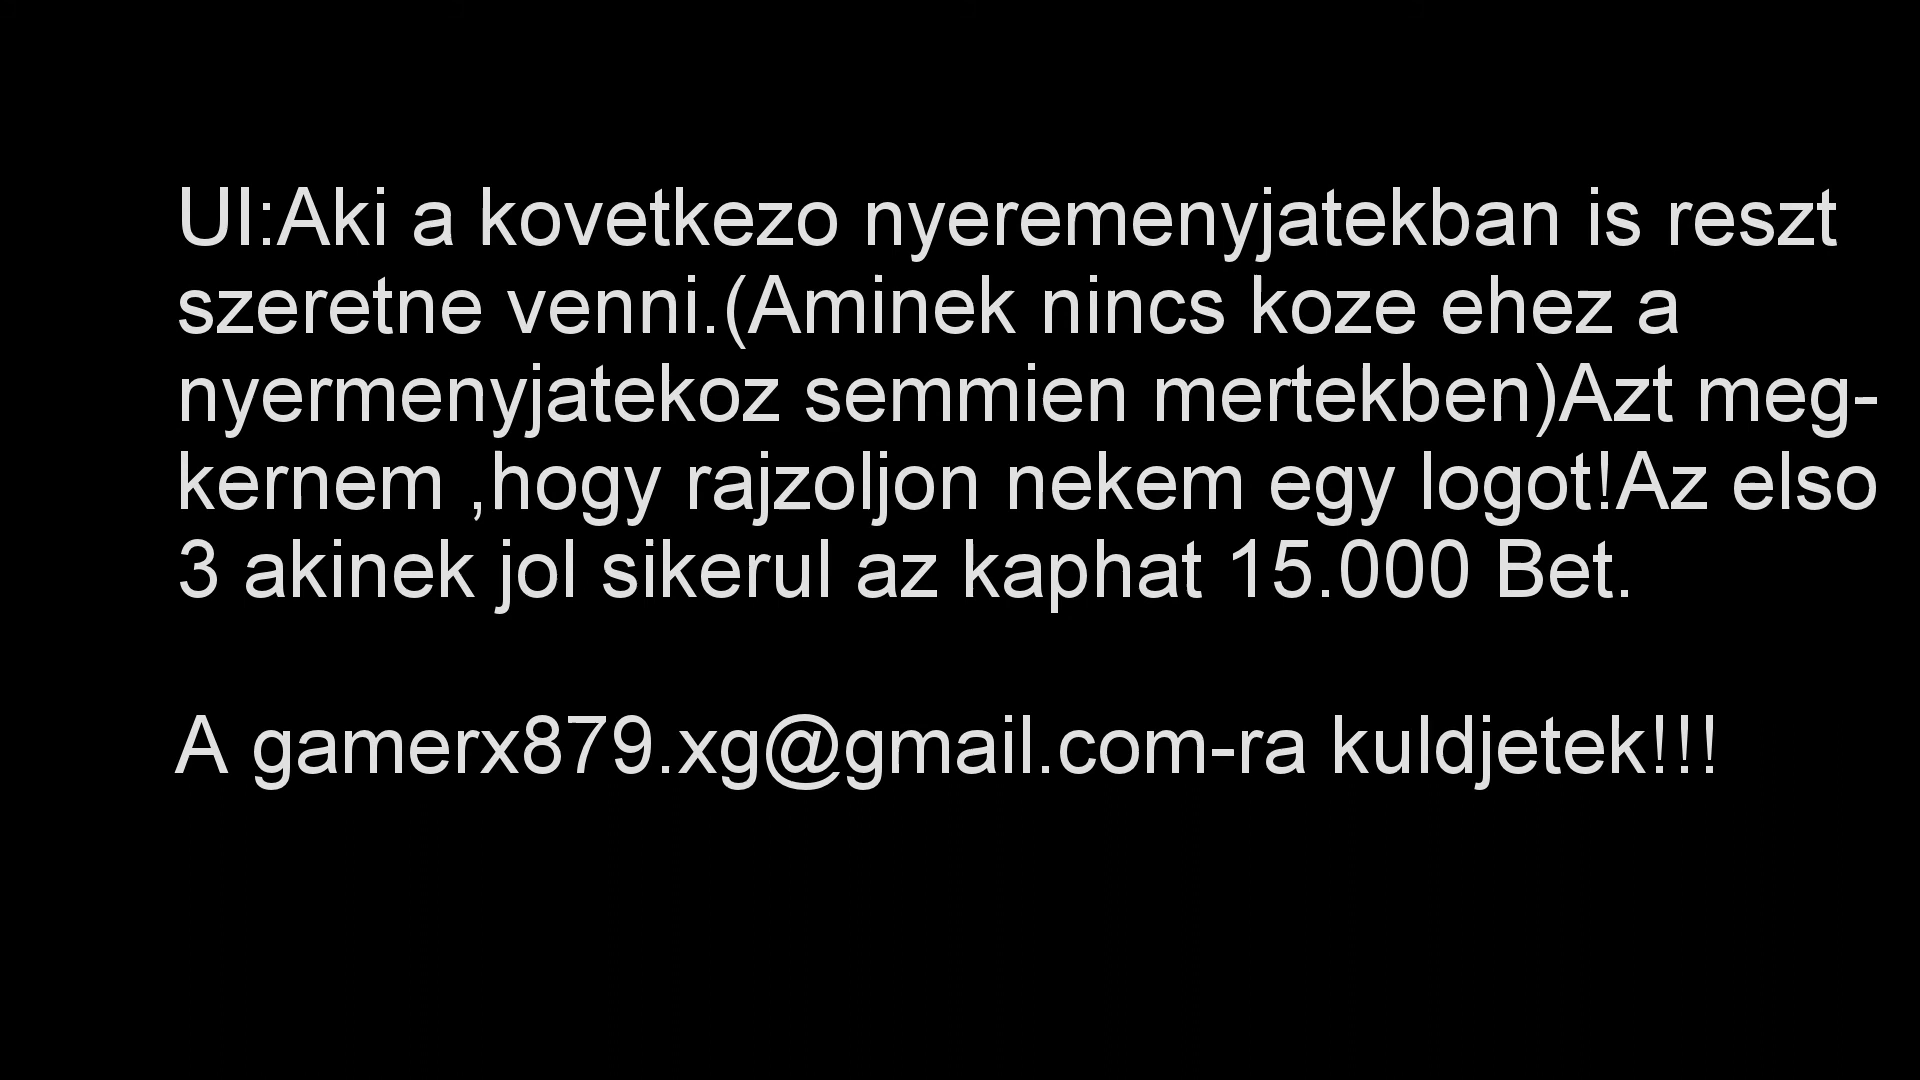 UI:Aki a kovetkezo nyeremenyjatekban is reszt
szeretne venni.(Aminek nincs koze ehez a
nyermenyjatekoz semmien mertekben)Azt meg-
kernem ,hogy rajzoljon nekem egy logot!Az elso
3 akinek jol sikerul az kaphat 15.000 Bet.
A gamerx879.xg@gmail.com-ra kuldjetek!!!